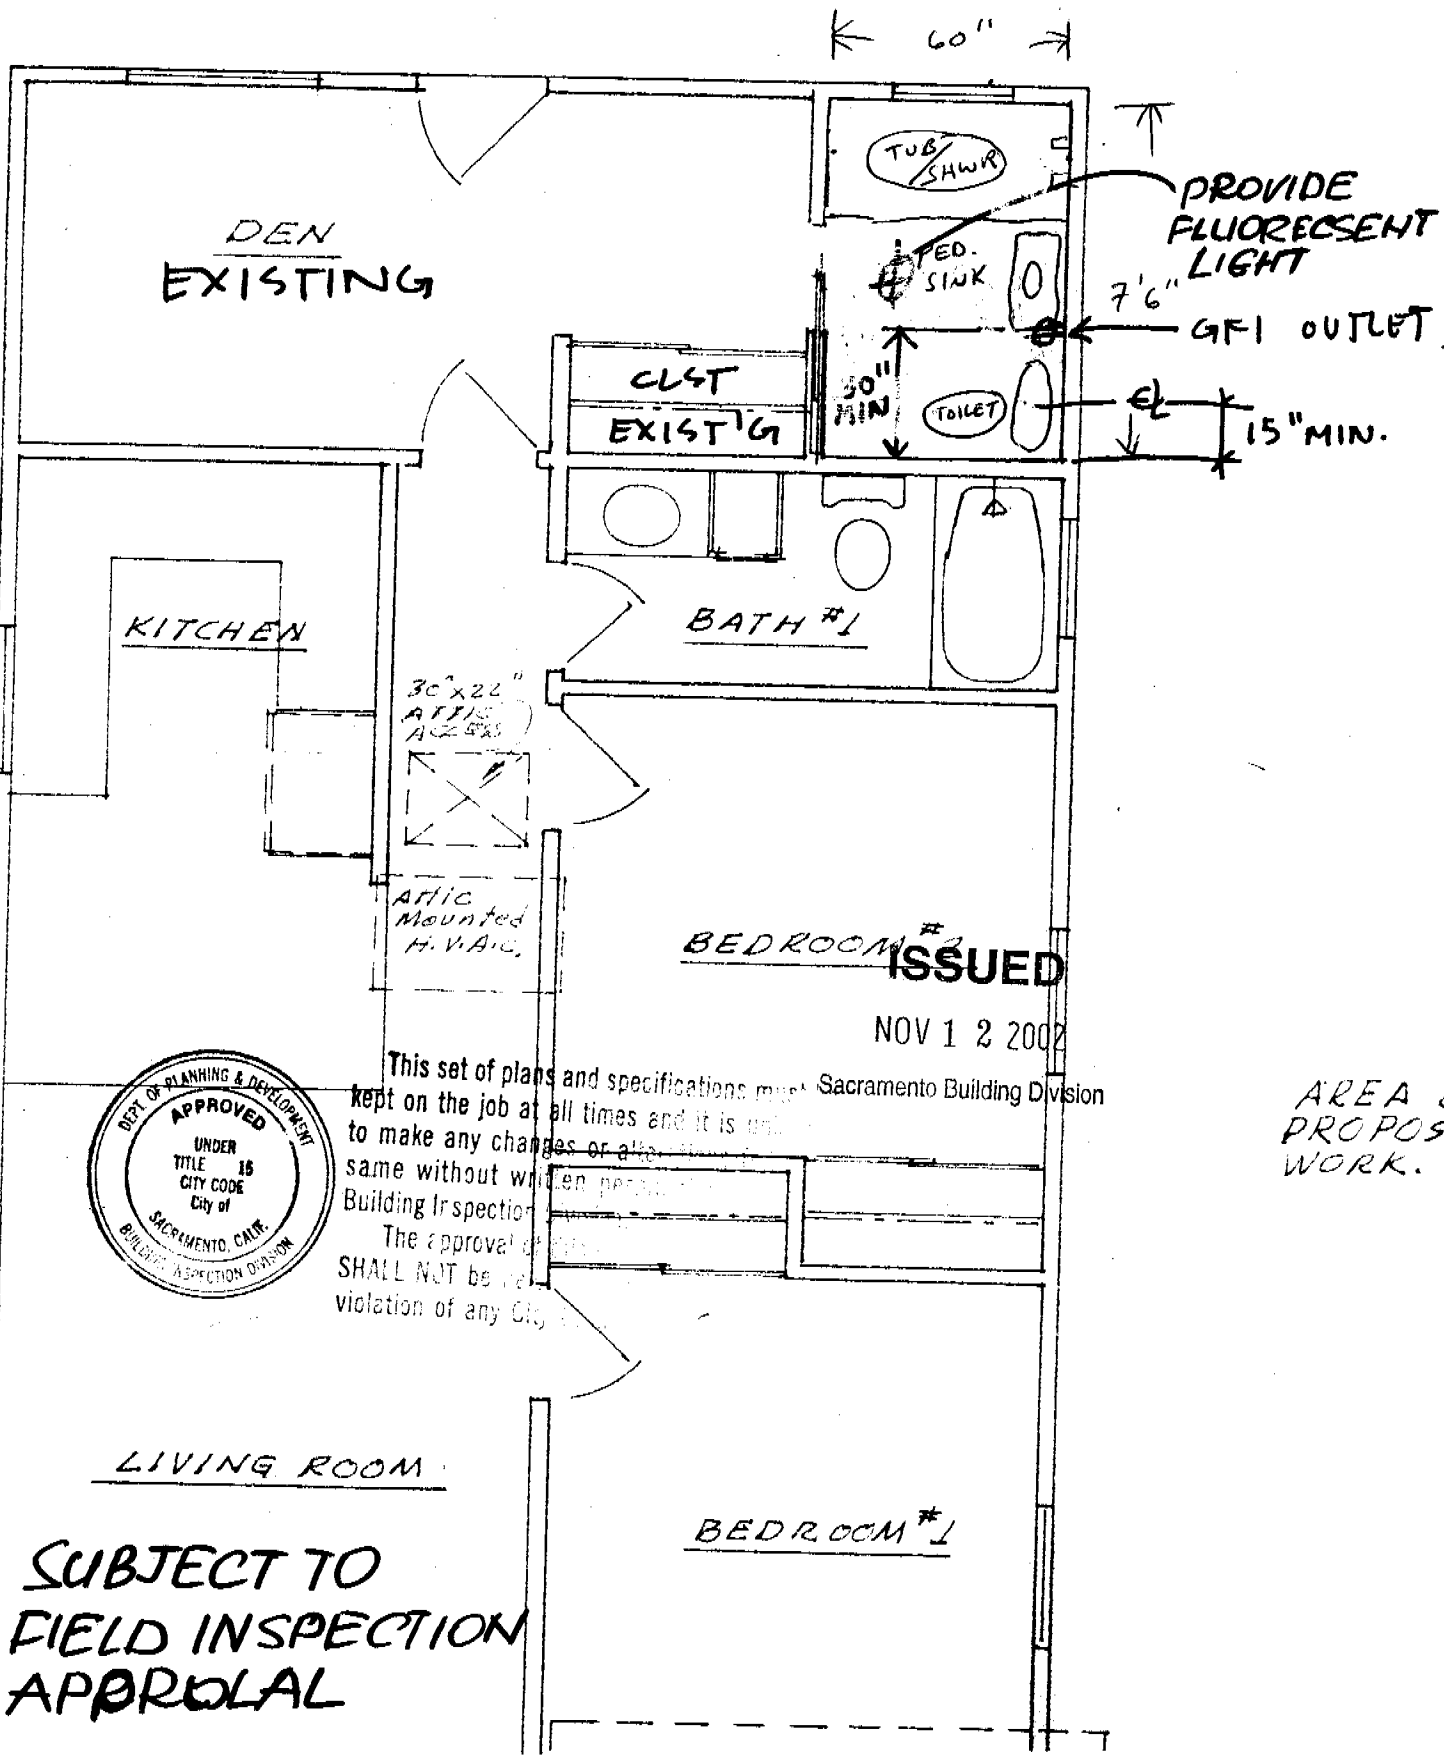 60"
TUB/
SHWR
PROVIDE
FLUORECSENT
LIGHT
DEN
EXISTING
PED.
SINK
7'6"
GFI OUTLET
CLST
EXIST'G
30"
MIN
TOILET
℄
15" MIN.
KITCHEN
BATH #1
30"x22"
ATTIC
ACCESS
Attic
Mounted
H.V.A.C.
BEDROOM #2
ISSUED
NOV 12 2002
Sacramento Building Division
DEPT. OF PLANNING & DEVELOPMENT
APPROVED
UNDER
TITLE 15
CITY CODE
City of
SACRAMENTO, CALIF.
BUILDING INSPECTION DIVISION
This set of plans and specifications must
kept on the job at all times and it is
to make any changes or
same without written
Building Inspection
The approval
SHALL NOT be
violation of any City
AREA
PROPOS
WORK.
LIVING ROOM
BEDROOM #1
SUBJECT TO
FIELD INSPECTION
APPROLAL